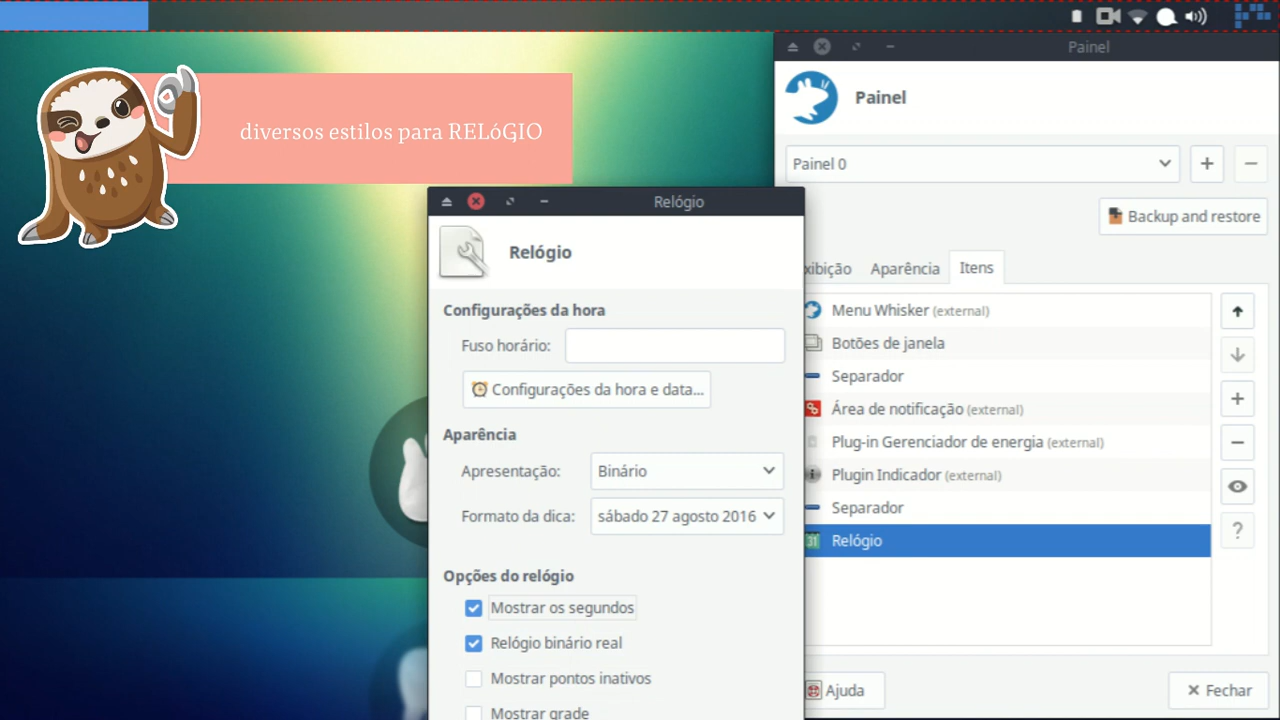 Painel
Painel
Painel 0
Backup and restore
xibição
Aparência
Itens
Menu Whisker (external)
Botões de janela
Separador
Área de notificação (external)
Plug-in Gerenciador de energia (external)
Plugin Indicador (external)
Separador
31
Relógio
?
Ajuda
Fechar
diversos estilos para RELóGIO
Relógio
Relógio
Configurações da hora
Fuso horário:
Configurações da hora e data...
Aparência
Apresentação:
Binário
Formato da dica:
sábado 27 agosto 2016
Opções do relógio
Mostrar os segundos
Relógio binário real
Mostrar pontos inativos
Mostrar grade